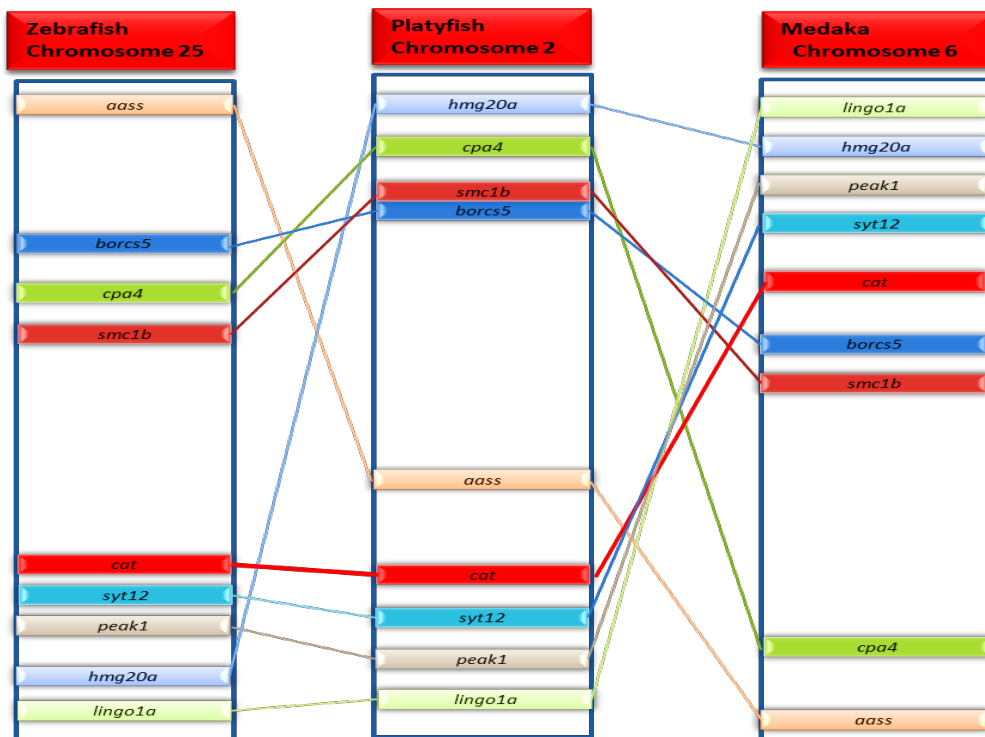 Zebrafish
Chromosome 25
aass
borcs5
cpa4
smc1b
cat
syt12
peak1
hmg20a
lingo1a
Platyfish
Chromosome 2
hmg20a
cpa4
smc1b
borcs5
aass
cat
syt12
peak1
lingo1a
Medaka
Chromosome 6
lingo1a
hmg20a
peak1
syt12
cat
borcs5
smc1b
cpa4
aass